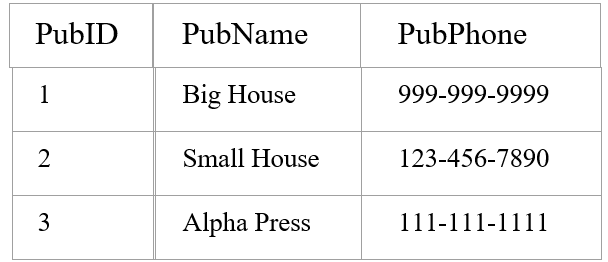 PubID PubName PubPhone
1 Big House 999-999-9999
2 Small House 123-456-7890
3 Alpha Press 111-111-1111